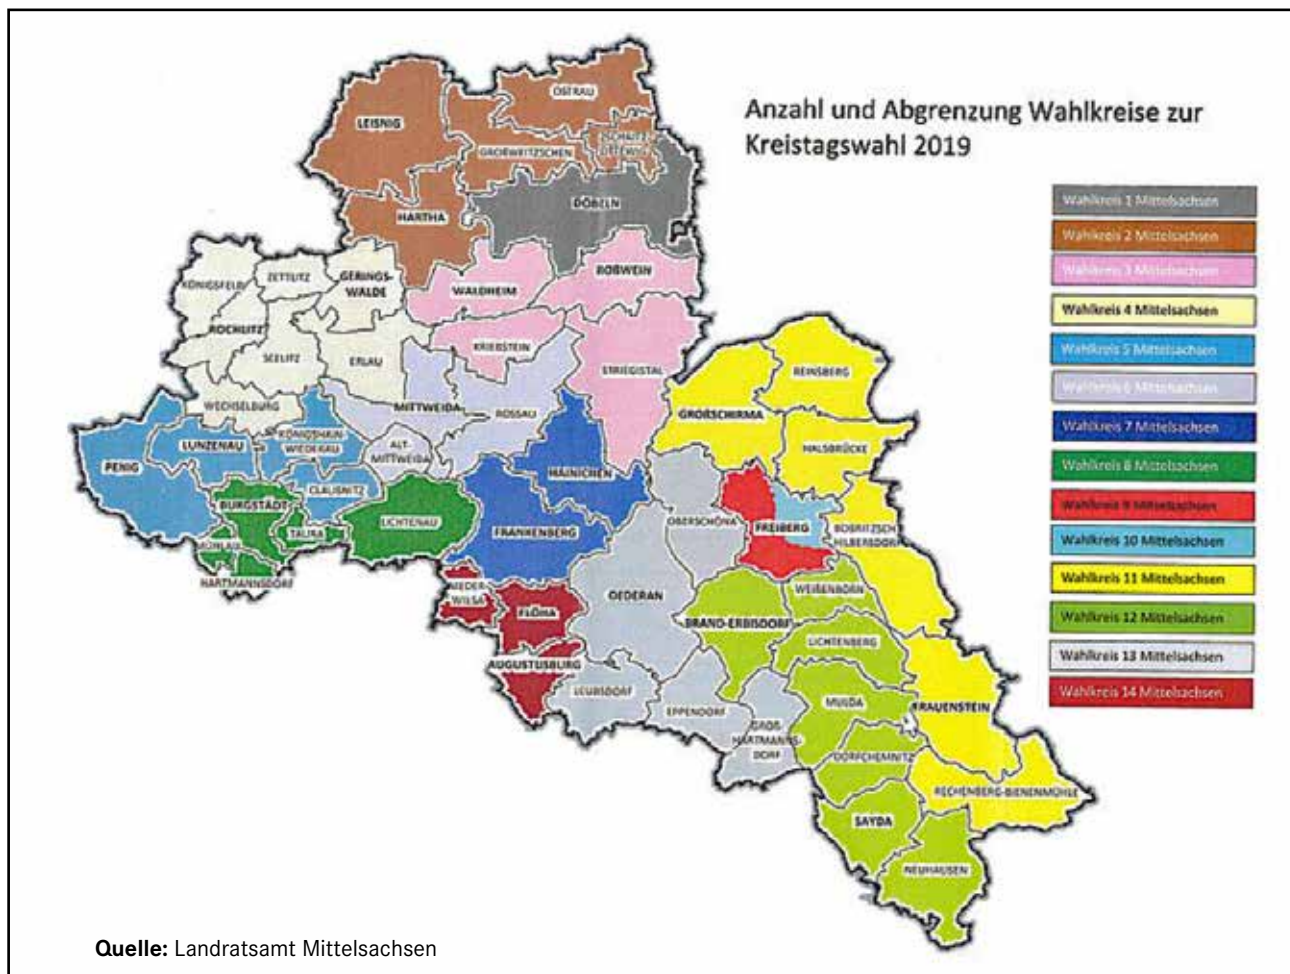 Anzahl und Abgrenzung Wahlkreise zur
Kreistagswahl 2019
Wahlkreis 1 Mittelsachsen
Wahlkreis 2 Mittelsachsen
Wahlkreis 3 Mittelsachsen
Wahlkreis 4 Mittelsachsen
Wahlkreis 5 Mittelsachsen
Wahlkreis 6 Mittelsachsen
Wahlkreis 7 Mittelsachsen
Wahlkreis 8 Mittelsachsen
Wahlkreis 9 Mittelsachsen
Wahlkreis 10 Mittelsachsen
Wahlkreis 11 Mittelsachsen
Wahlkreis 12 Mittelsachsen
Wahlkreis 13 Mittelsachsen
Wahlkreis 14 Mittelsachsen
OSTRAU
LEISNIG
ZSCHAITZ-
OTTEWIG
GROßWEITZSCHEN
DÖBELN
HARTHA
ROßWEIN
ZETTLITZ
GERINGS-
WALDE
KÖNIGSFELD
WALDHEIM
ROCHLITZ
KRIEBSTEIN
SEELITZ
ERLAU
STRIEGISTAL
REINSBERG
WECHSELBURG
MITTWEIDA
ROSSAU
GROßSCHIRMA
LUNZENAU
KÖNIGSHAIN-
WIEDERAU
ALT-
MITTWEIDA
HALSBRÜCKE
PENIG
HAINICHEN
CLAUßNITZ
BURGSTÄDT
LICHTENAU
OBERSCHÖNA
FREIBERG
BOBRITZSCH-
HILBERSDORF
TAURA
FRANKENBERG
MÜHLAU
HARTMANNSDORF
NIEDER-
WIESA
OEDERAN
WEIßENBORN
FLÖHA
BRAND-ERBISDORF
LICHTENBERG
AUGUSTUSBURG
LEUBSDORF
EPPENDORF
MULDA
FRAUENSTEIN
GROß-
HARTMANNS-
DORF
DORFCHEMNITZ
RECHENBERG-BIENENMÜHLE
SAYDA
NEUHAUSEN
Quelle: Landratsamt Mittelsachsen